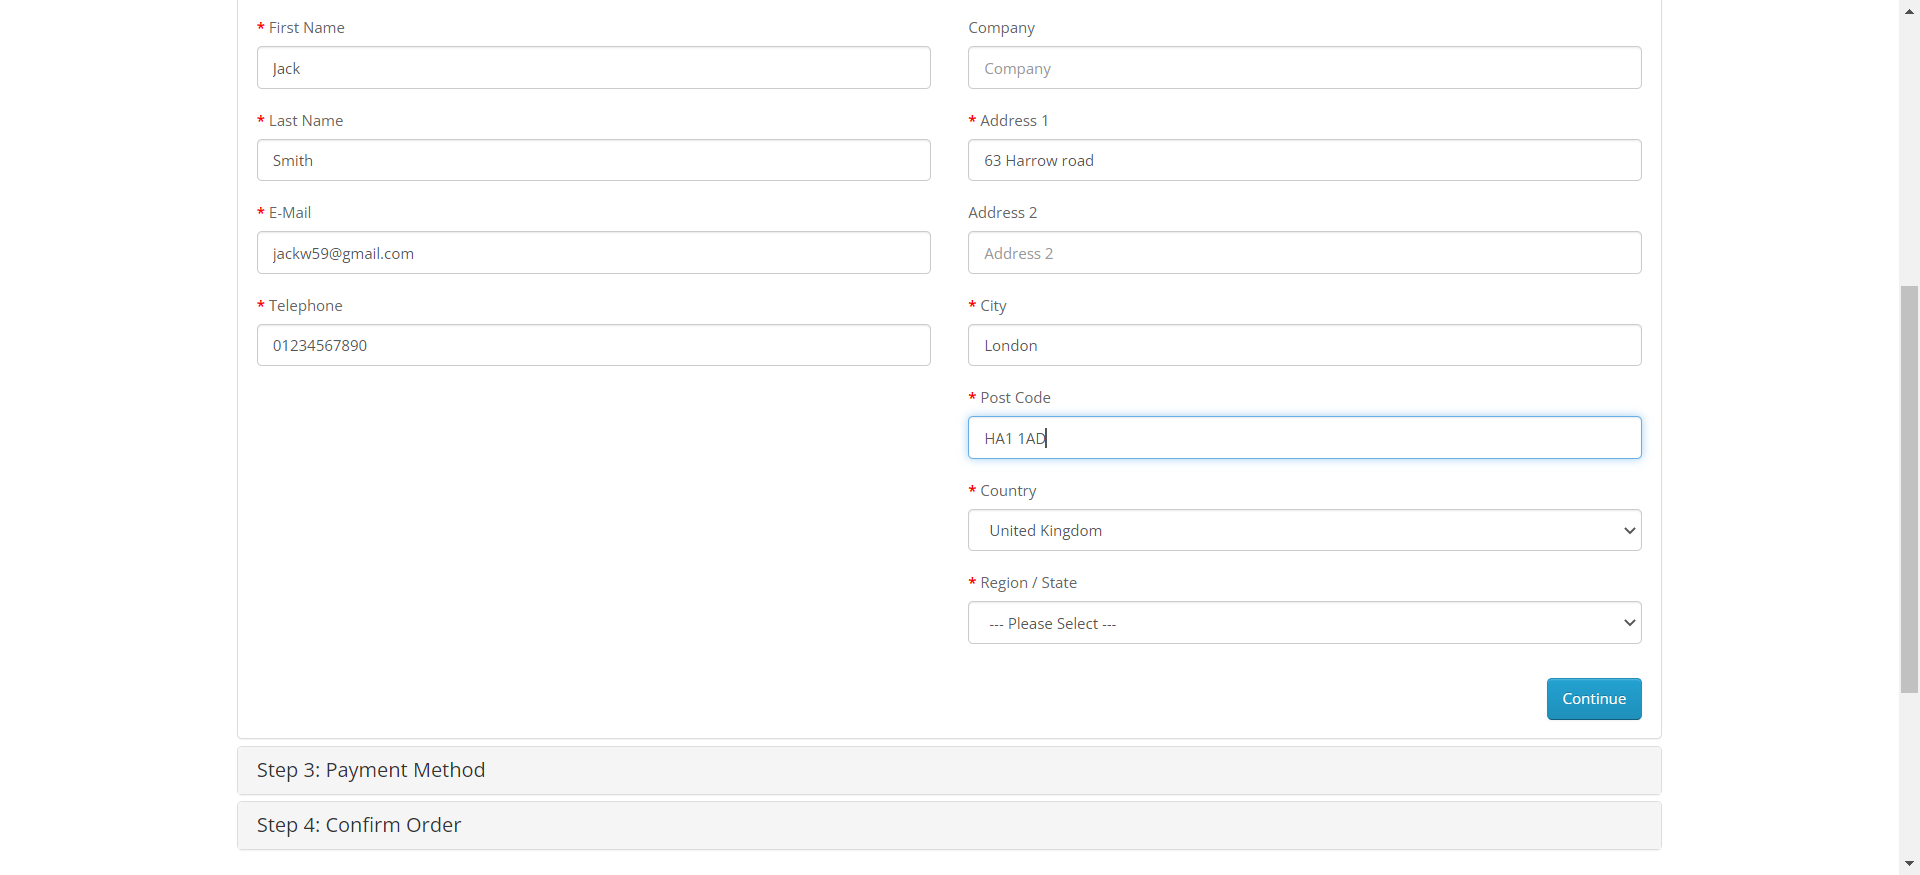 * First Name
Jack
* Last Name
Smith
* E-Mail
jackw59@gmail.com
* Telephone
01234567890
Company
Company
* Address 1
63 Harrow road
Address 2
Address 2
* City
London
* Post Code
HA1 1AD
* Country
United Kingdom
* Region / State
--- Please Select ---
Continue
Step 3: Payment Method
Step 4: Confirm Order